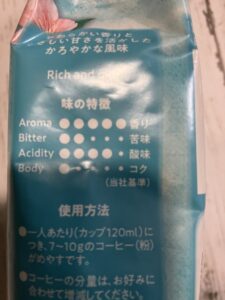 たっかい香りと
さしい甘さを活かした
かろやかな風味
Rich and
味の特徴
Aroma ●●●●● 香り
Bitter ●●••• 苦味
Acidity ●●●●• 酸味
Body ●•••• コク
(当社基準)
使用方法
●一人あたり(カップ120ml)に
つき、7~10gのコーヒー(粉)
がめやすです。
●コーヒーの分量は、お好みに
合わせて増減してください。